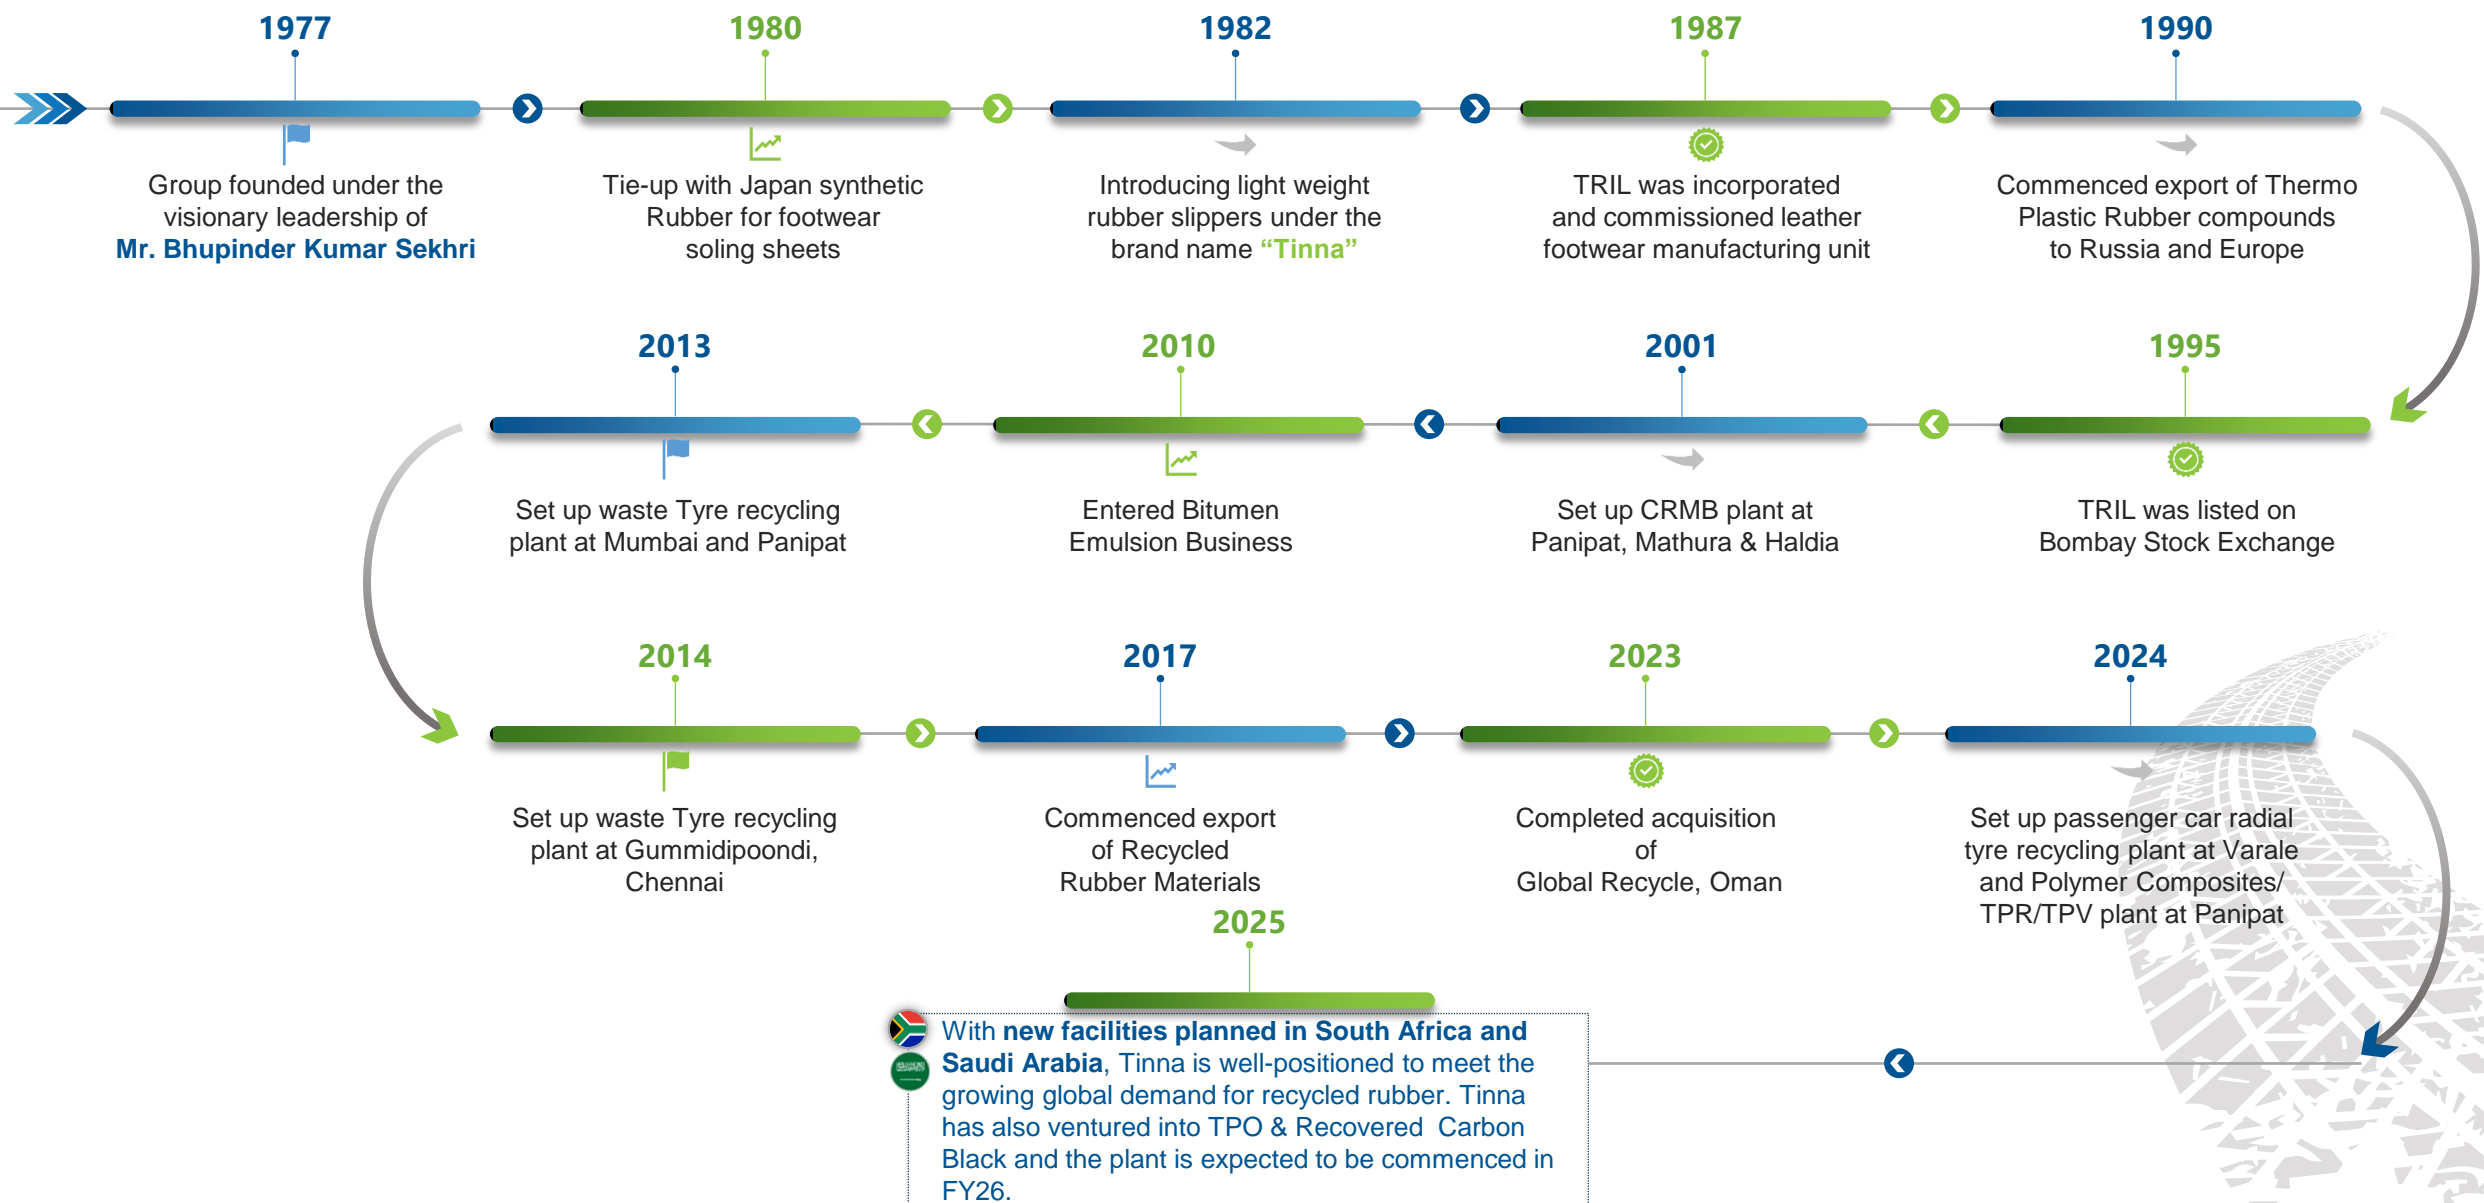 1977
Group founded under the
visionary leadership of
Mr. Bhupinder Kumar Sekhri
1980
Tie-up with Japan synthetic
Rubber for footwear
soling sheets
1982
Introducing light weight
rubber slippers under the
brand name “Tinna”
1987
TRIL was incorporated
and commissioned leather
footwear manufacturing unit
1990
Commenced export of Thermo
Plastic Rubber compounds
to Russia and Europe
1995
TRIL was listed on
Bombay Stock Exchange
2001
Set up CRMB plant at
Panipat, Mathura & Haldia
2010
Entered Bitumen
Emulsion Business
2013
Set up waste Tyre recycling
plant at Mumbai and Panipat
2014
Set up waste Tyre recycling
plant at Gummidipoondi,
Chennai
2017
Commenced export
of Recycled
Rubber Materials
2023
Completed acquisition
of
Global Recycle, Oman
2024
Set up passenger car radial
tyre recycling plant at Varale
and Polymer Composites/
TPR/TPV plant at Panipat
2025
With new facilities planned in South Africa and
Saudi Arabia, Tinna is well-positioned to meet the
growing global demand for recycled rubber. Tinna
has also ventured into TPO & Recovered Carbon
Black and the plant is expected to be commenced in
FY26.